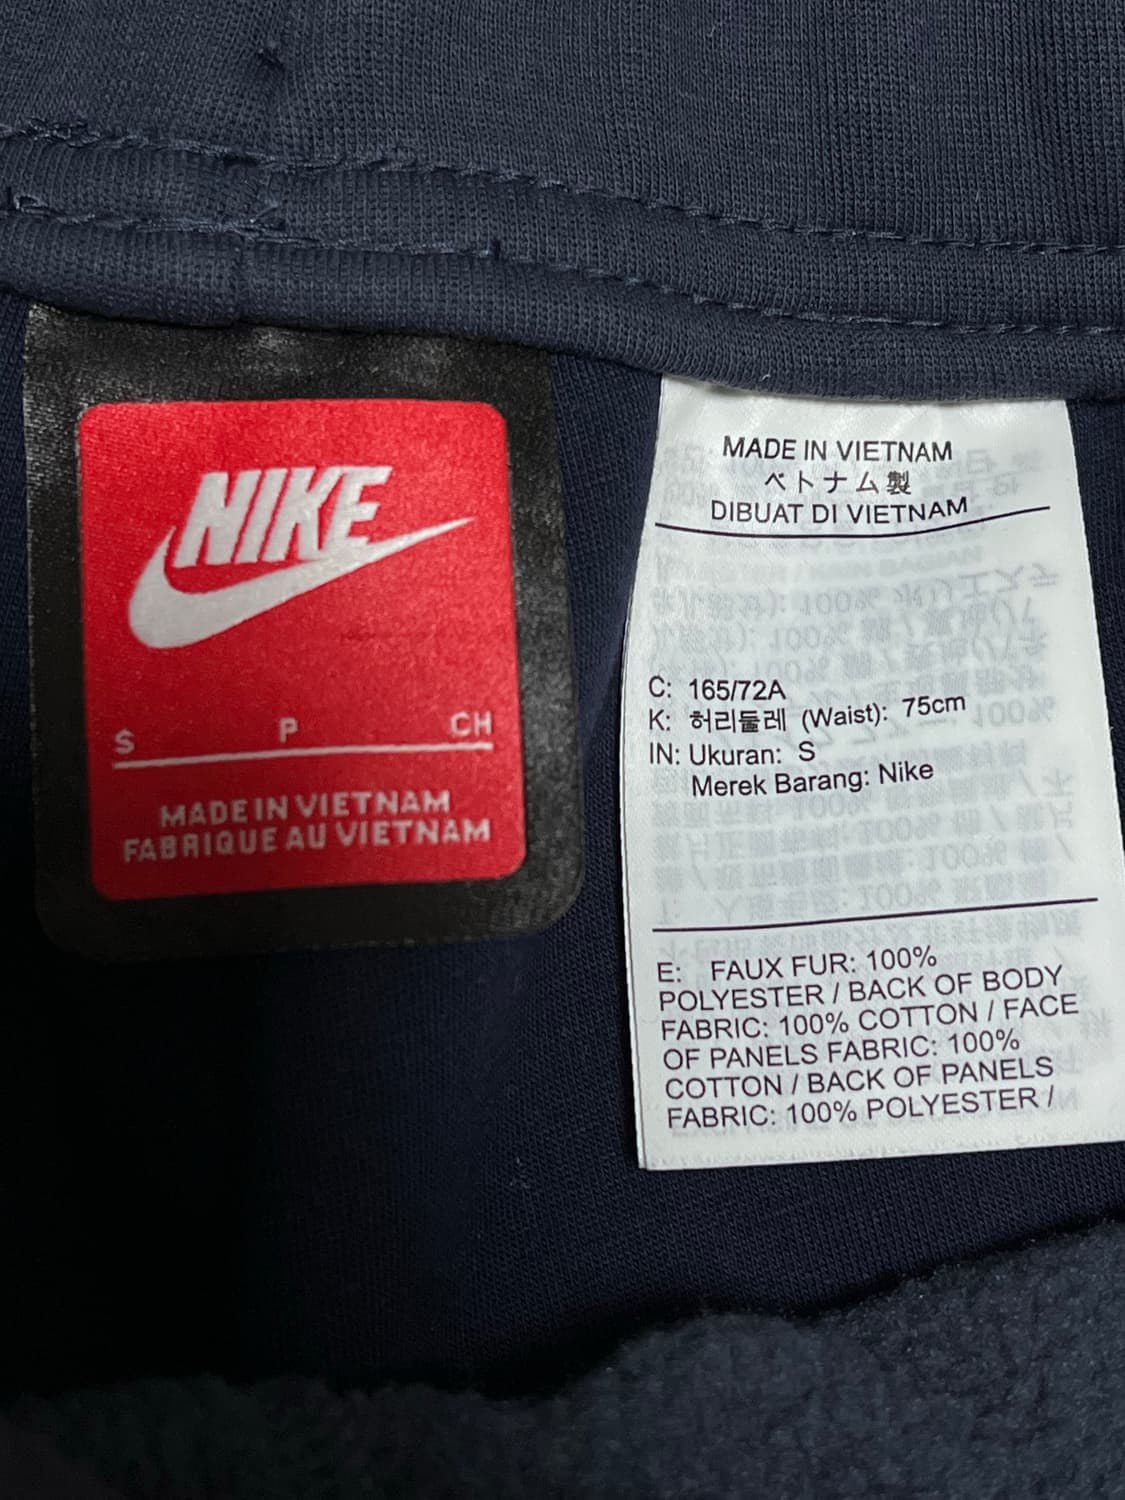 NIKE
S P CH
MADE IN VIETNAM
FABRIQUE AU VIETNAM
MADE IN VIETNAM
ベトナム製
DIBUAT DI VIETNAM
C: 165/72A
K: 허리둘레 (Waist): 75cm
IN: Ukuran: S
Merek Barang: Nike
E: FAUX FUR: 100%
POLYESTER / BACK OF BODY
FABRIC: 100% COTTON / FACE
OF PANELS FABRIC: 100%
COTTON / BACK OF PANELS
FABRIC: 100% POLYESTER /